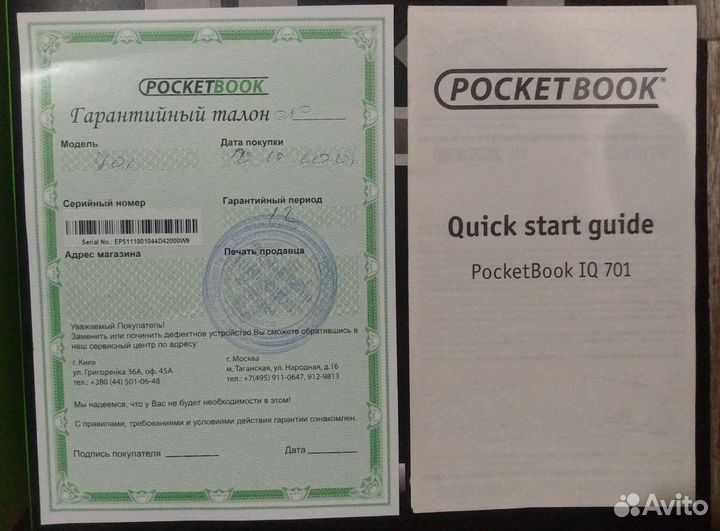 POCKETBOOK
Гарантийный талон №
Модель
701
Дата покупки
Серийный номер
Serial No.: EP5111001044D42000W9
Гарантийный период
12
Адрес магазина
Печать продавца
Уважаемый Покупатель!
Заменить или починить дефектное устройство Вы сможете обратившись в
наш сервисный центр по адресу:
г. Киев
ул. Григоренка 36А, оф. 45А
тел.: +380 (44) 501-06-48
г. Москва
м. Таганская, ул. Народная, д.16
тел.: +7(495) 911-0647, 912-9813
Мы надеемся, что у Вас не будет необходимости в этом!
С правилами, требованиями и условиями действия гарантии ознакомлен.
Подпись покупателя
Дата
POCKETBOOK®
Quick start guide
PocketBook IQ 701
Avito